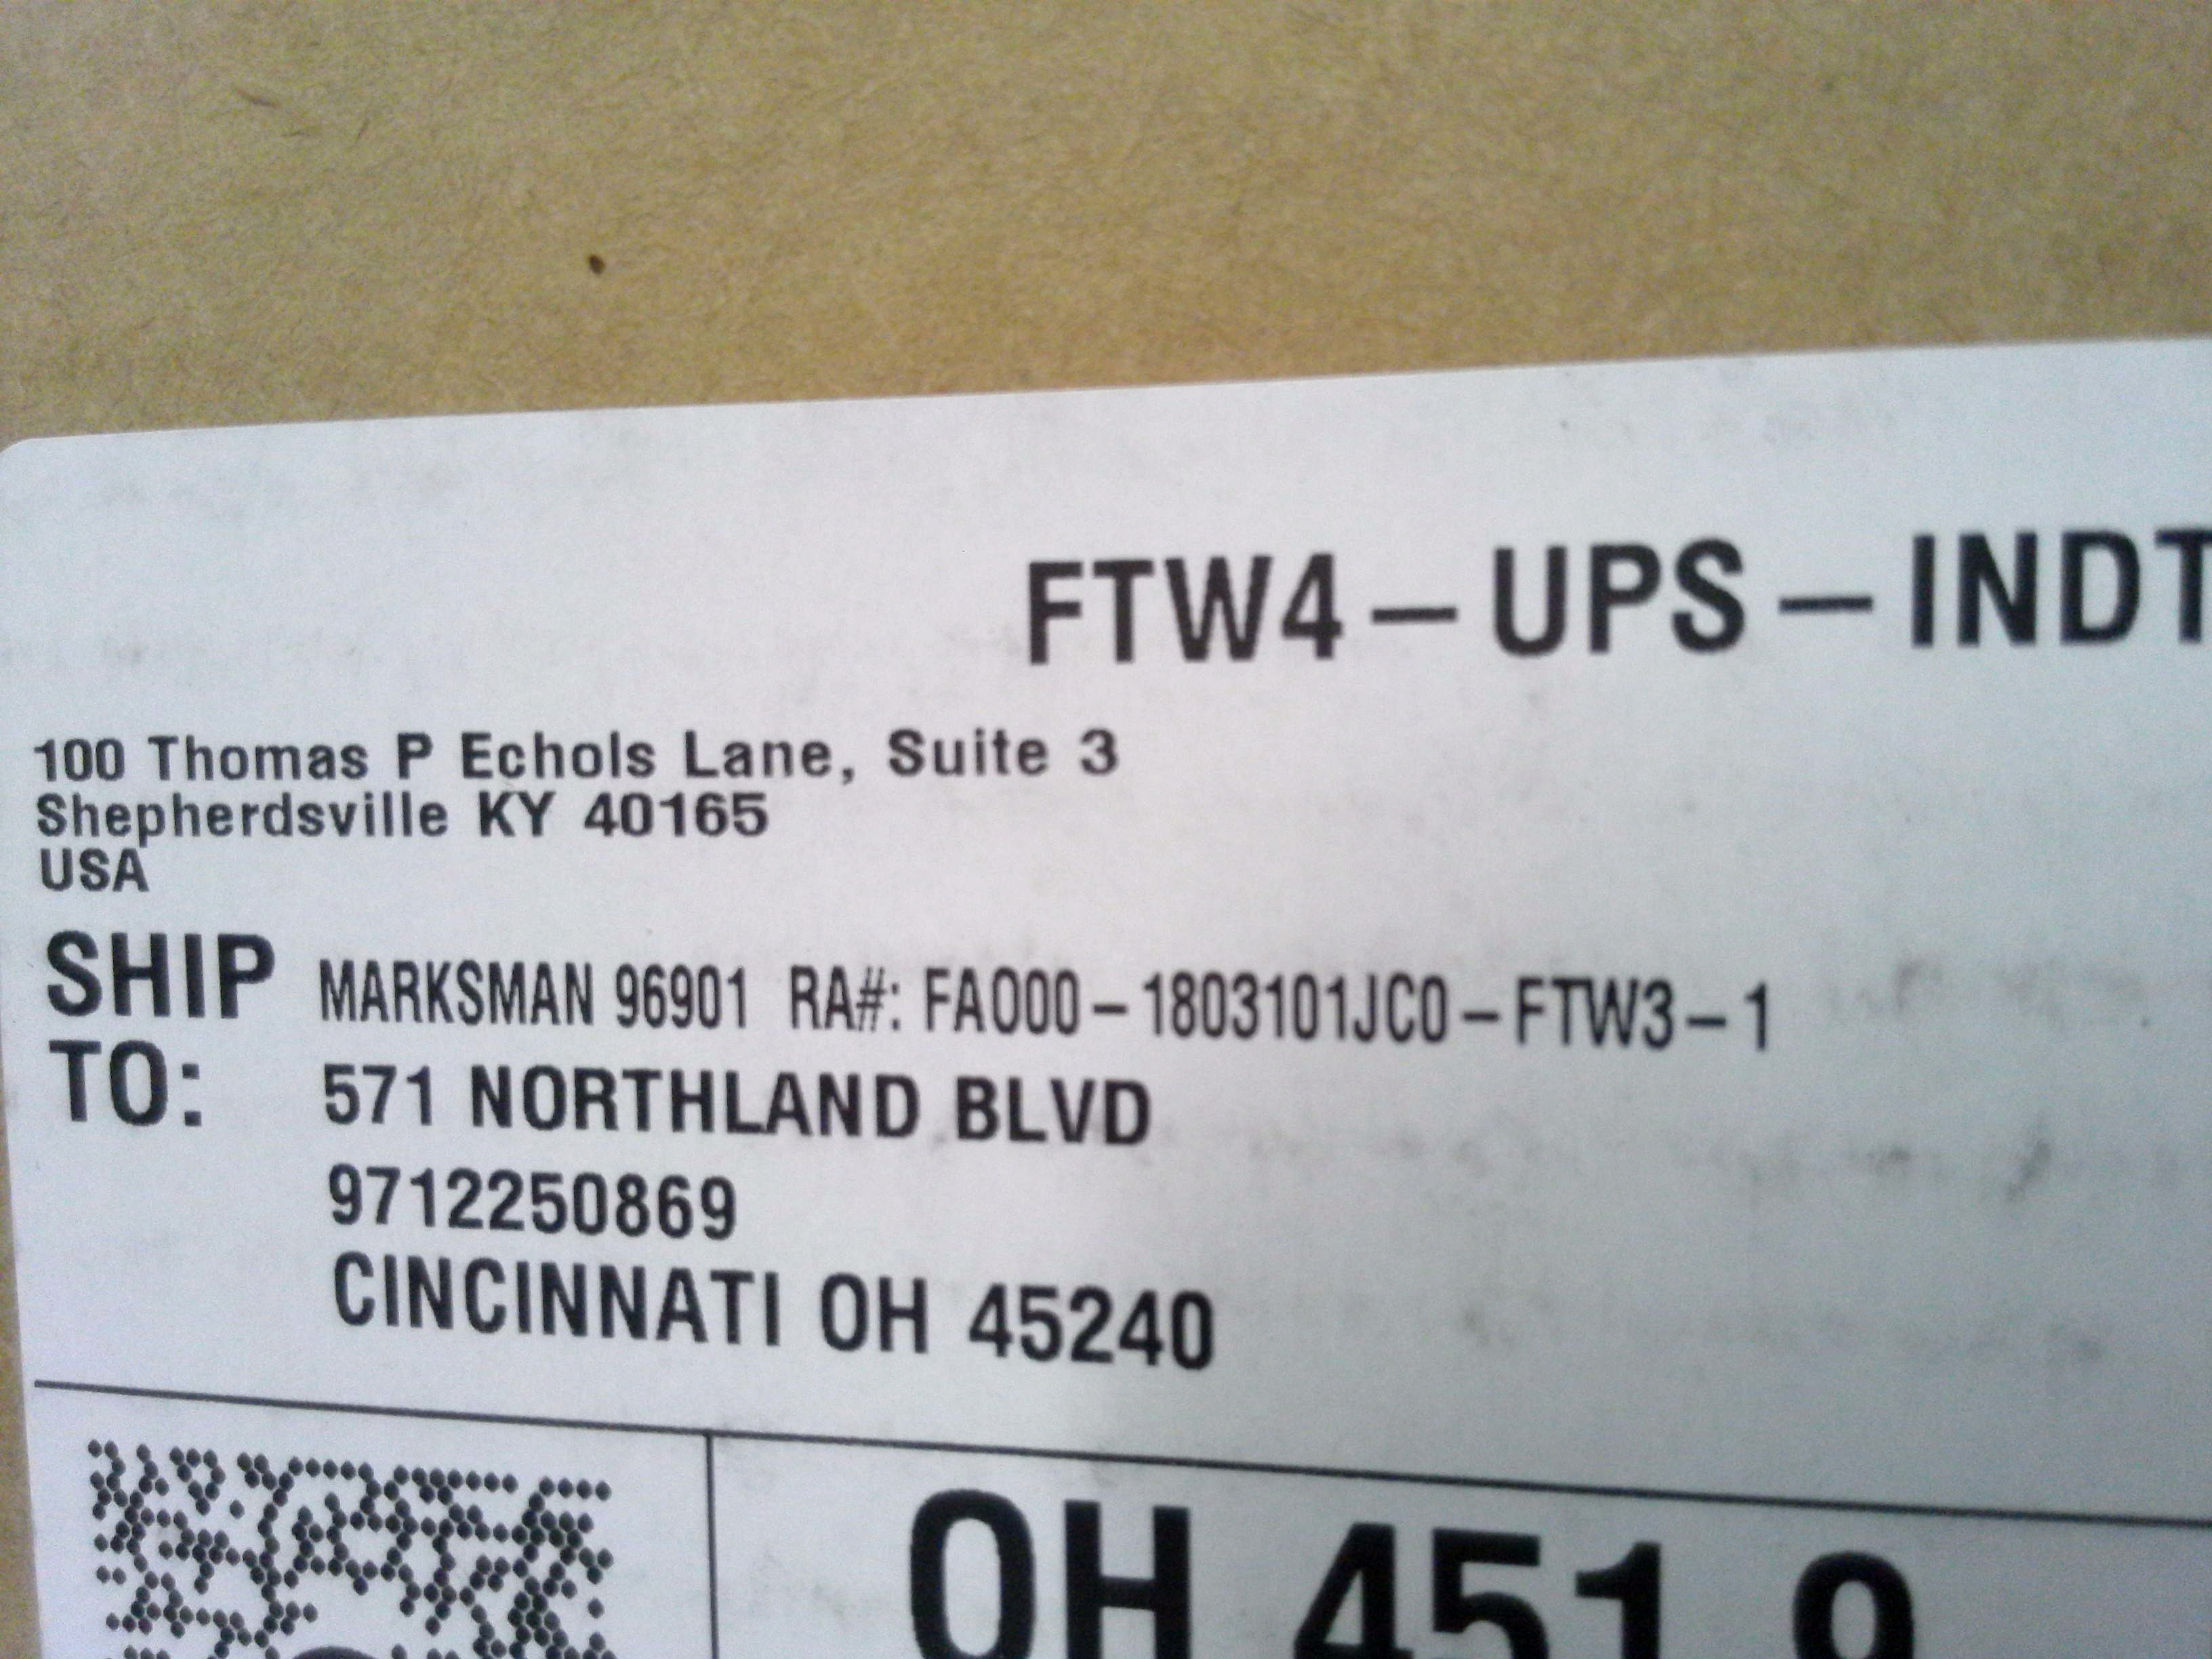 FTW4-UPS-INDT
100 Thomas P Echols Lane, Suite 3
Shepherdsville KY 40165
USA
SHIP TO:
MARKSMAN 96901 RA#: FA000-1803101JC0-FTW3-1
571 NORTHLAND BLVD
9712250869
CINCINNATI OH 45240
OH 451 9